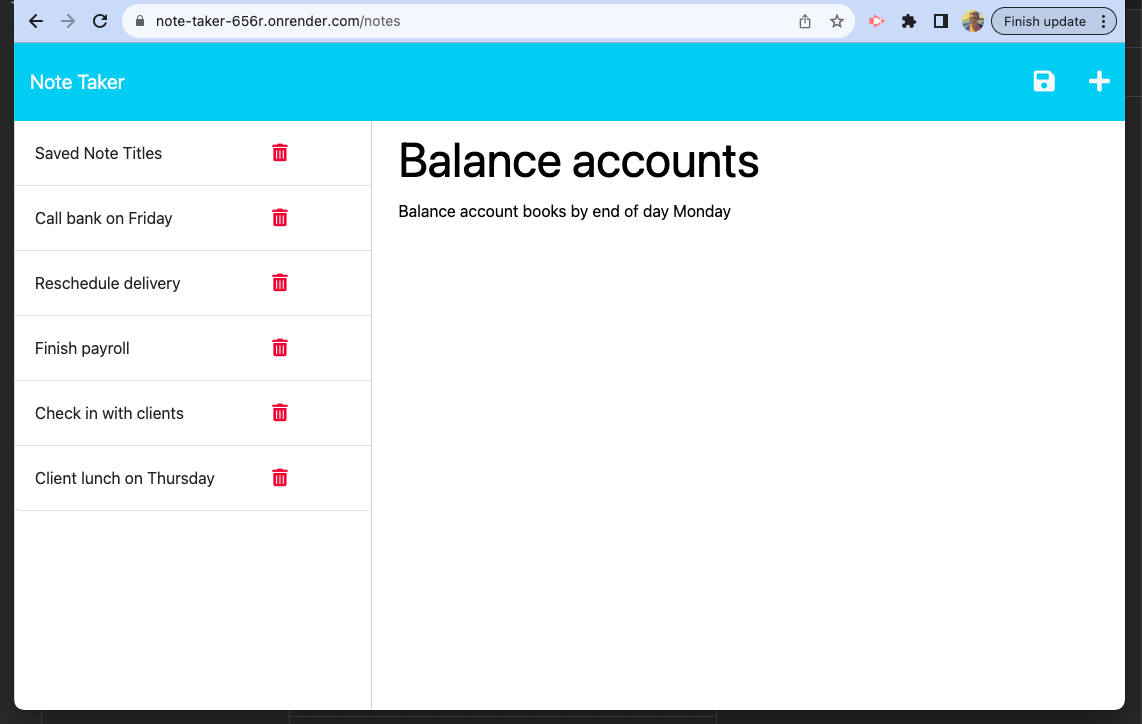 note-taker-656r.onrender.com/notes
Finish update
Note Taker
Saved Note Titles
Call bank on Friday
Reschedule delivery
Finish payroll
Check in with clients
Client lunch on Thursday
Balance accounts
Balance account books by end of day Monday